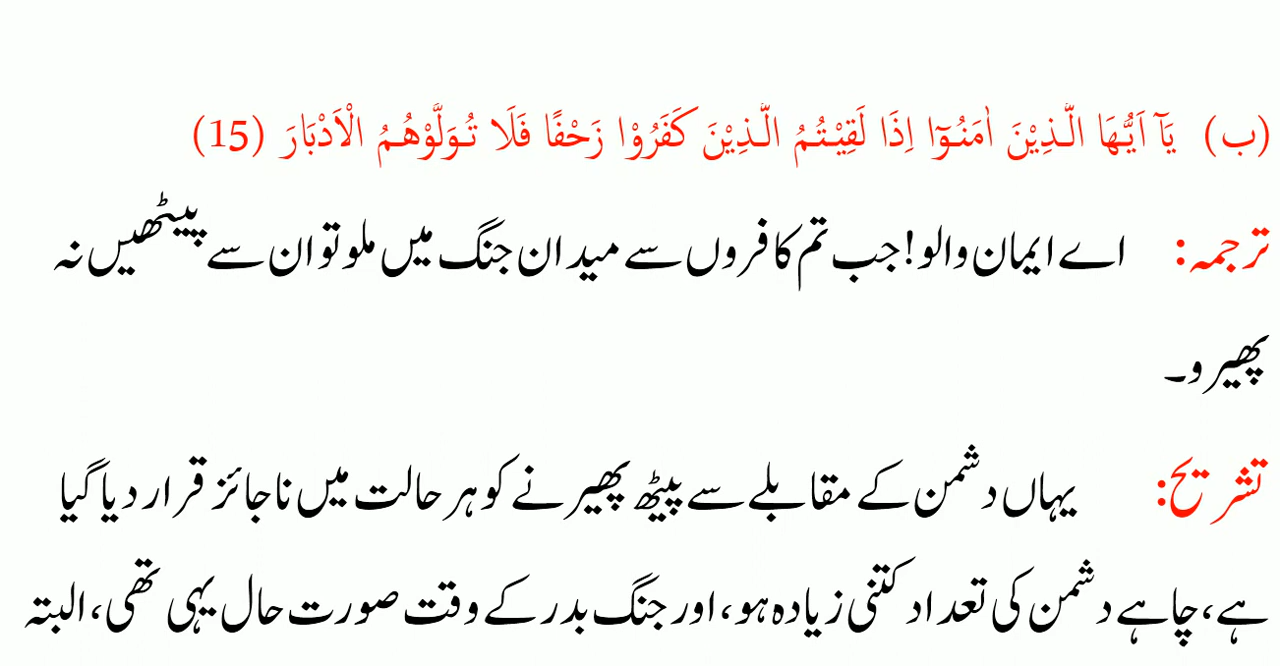 (ب) يَآ اَيُّهَا الَّذِيْنَ اٰمَنُوْٓا اِذَا لَقِيْتُمُ الَّذِيْنَ كَفَرُوْا زَحْفًا فَلَا تُوَلُّوْهُمُ الْاَدْبَارَ (15)
ترجمہ: اے ایمان والو! جب تم کافروں سے میدان جنگ میں ملو تو ان سے پیٹھیں نہ
پھیرو۔
تشریح: یہاں دشمن کے مقابلے سے پیٹھ پھیرنے کو ہر حالت میں ناجائز قرار دیا گیا
ہے، چاہے دشمن کی تعداد کتنی زیادہ ہو، اور جنگ بدر کے وقت صورت حال یہی تھی، البتہ